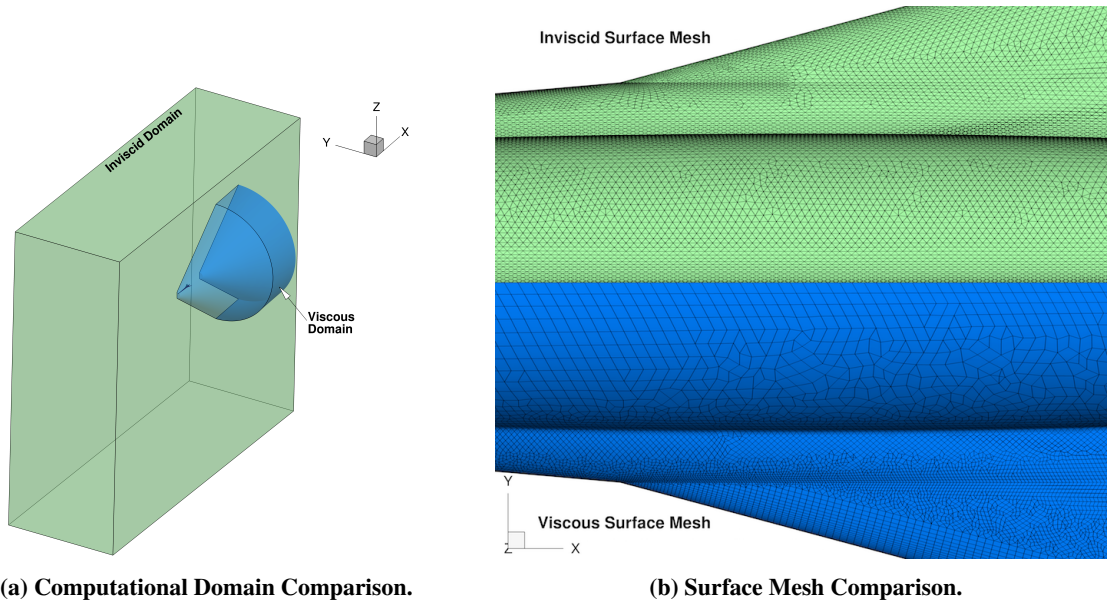 Inviscid Domain
Z
Y
X
Viscous
Domain
Inviscid Surface Mesh
Y
Z
X
Viscous Surface Mesh
(a) Computational Domain Comparison.
(b) Surface Mesh Comparison.